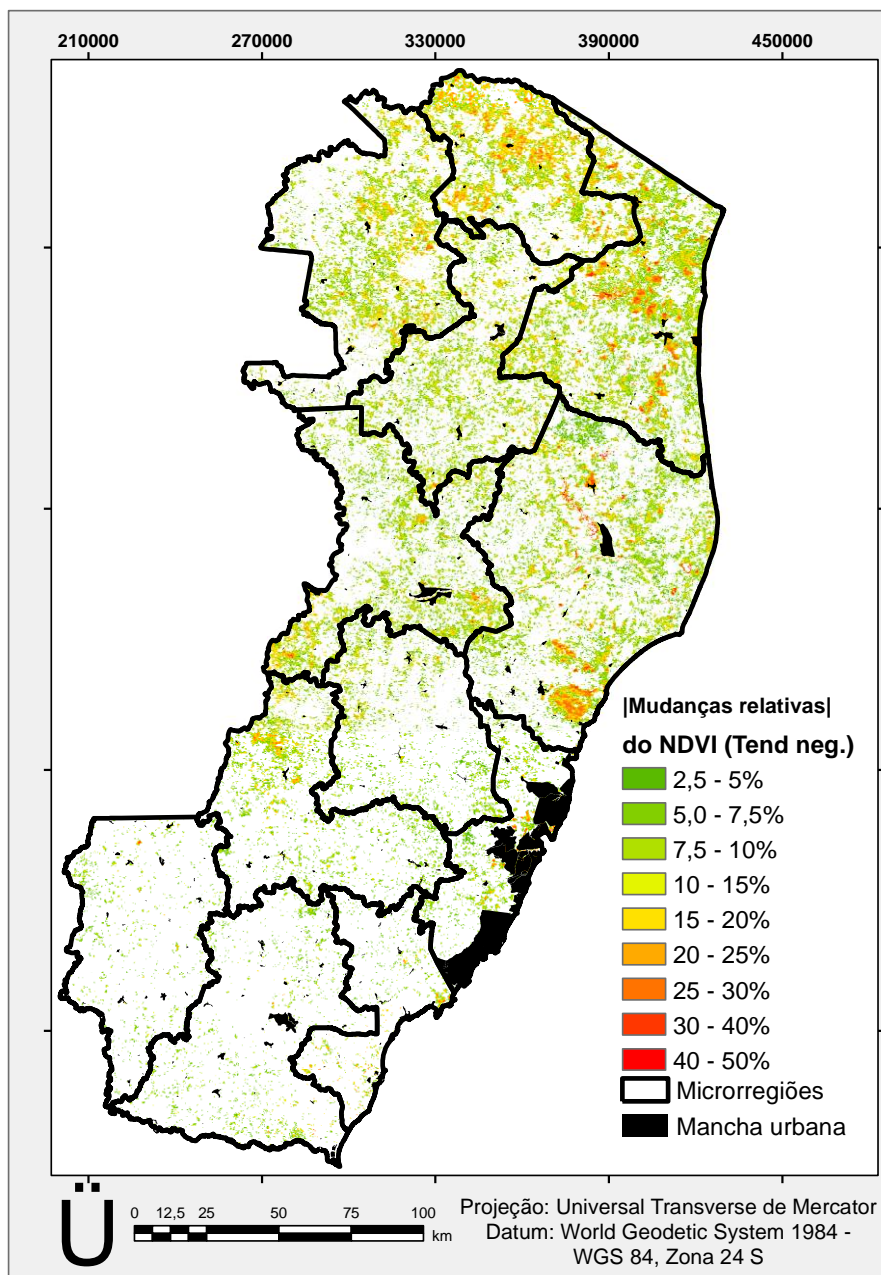 210000 270000 330000 390000 450000
|Mudanças relativas|
do NDVI (Tend neg.)
2,5 - 5%
5,0 - 7,5%
7,5 - 10%
10 - 15%
15 - 20%
20 - 25%
25 - 30%
30 - 40%
40 - 50%
Microrregiões
Mancha urbana
Ü
0 12,5 25 50 75 100
km
Projeção: Universal Transverse de Mercator
Datum: World Geodetic System 1984 -
WGS 84, Zona 24 S